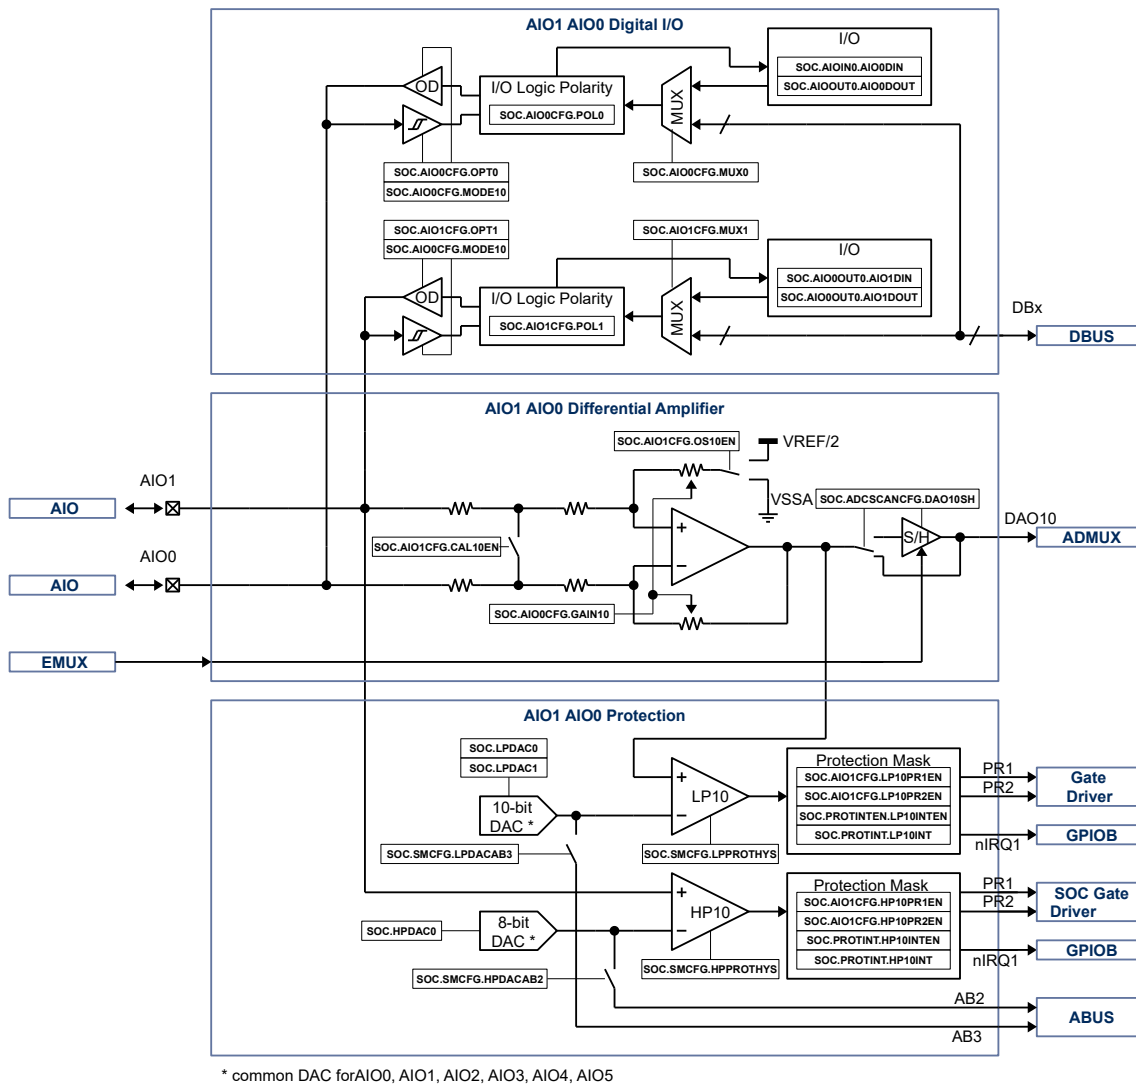 AIO1 AIO0 Digital I/O
I/O
SOC.AIOIN0.AIO0DIN
SOC.AIOOUT0.AIO0DOUT
OD
I/O Logic Polarity
SOC.AIO0CFG.POL0
MUX
SOC.AIO0CFG.OPT0
SOC.AIO0CFG.MODE10
SOC.AIO0CFG.MUX0
SOC.AIO1CFG.OPT1
SOC.AIO0CFG.MODE10
SOC.AIO1CFG.MUX1
I/O
SOC.AIO0OUT0.AIO1DIN
SOC.AIO0OUT0.AIO1DOUT
OD
I/O Logic Polarity
SOC.AIO1CFG.POL1
MUX
DBx
DBUS
AIO1 AIO0 Differential Amplifier
SOC.AIO1CFG.OS10EN
VREF/2
VSSA
SOC.ADCSCANCFG.DAO10SH
AIO1
AIO
S/H
DAO10
ADMUX
SOC.AIO1CFG.CAL10EN
+
−
AIO0
AIO
SOC.AIO0CFG.GAIN10
EMUX
AIO1 AIO0 Protection
SOC.LPDAC0
SOC.LPDAC1
10-bit
DAC *
+
−
LP10
Protection Mask
SOC.AIO1CFG.LP10PR1EN
SOC.AIO1CFG.LP10PR2EN
SOC.PROTINTEN.LP10INTEN
SOC.PROTINT.LP10INT
PR1
PR2
nIRQ1
Gate
Driver
GPIOB
SOC.SMCFG.LPDACAB3
SOC.SMCFG.LPPROTHYS
SOC.HPDAC0
8-bit
DAC *
+
−
HP10
Protection Mask
SOC.AIO1CFG.HP10PR1EN
SOC.AIO1CFG.HP10PR2EN
SOC.PROTINT.HP10INTEN
SOC.PROTINT.HP10INT
PR1
PR2
nIRQ1
SOC Gate
Driver
GPIOB
SOC.SMCFG.HPDACAB2
SOC.SMCFG.HPPROTHYS
AB2
AB3
ABUS
* common DAC forAIO0, AIO1, AIO2, AIO3, AIO4, AIO5